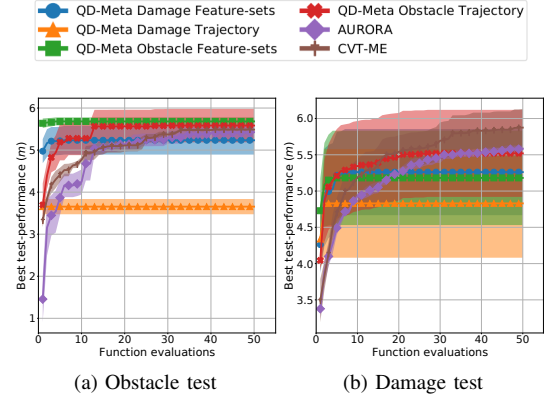 QD-Meta Damage Feature-sets
QD-Meta Damage Trajectory
QD-Meta Obstacle Feature-sets
QD-Meta Obstacle Trajectory
AURORA
CVT-ME
Best test-performance (m)
6
5
4
3
2
1
0 10 20 30 40 50
Function evaluations
(a) Obstacle test
Best test-performance (m)
6.0
5.5
5.0
4.5
4.0
3.5
0 10 20 30 40 50
Function evaluations
(b) Damage test